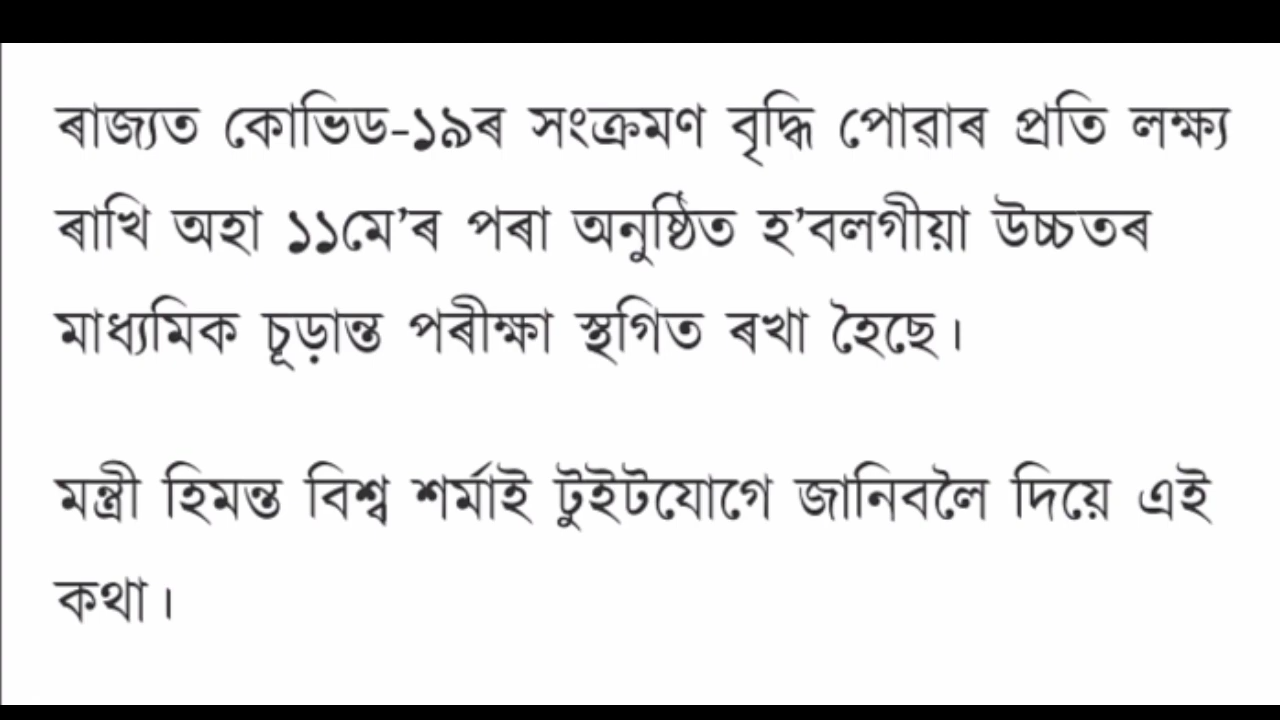 ৰাজ্যত কোভিড-১৯ৰ সংক্ৰমণ বৃদ্ধি পোৱাৰ প্ৰতি লক্ষ্য
ৰাখি অহা ১১মে’ৰ পৰা অনুষ্ঠিত হ’বলগীয়া উচ্চতৰ
মাধ্যমিক চূড়ান্ত পৰীক্ষা স্থগিত ৰখা হৈছে।
মন্ত্ৰী হিমন্ত বিশ্ব শৰ্মাই টুইটযোগে জানিবলৈ দিয়ে এই
কথা।